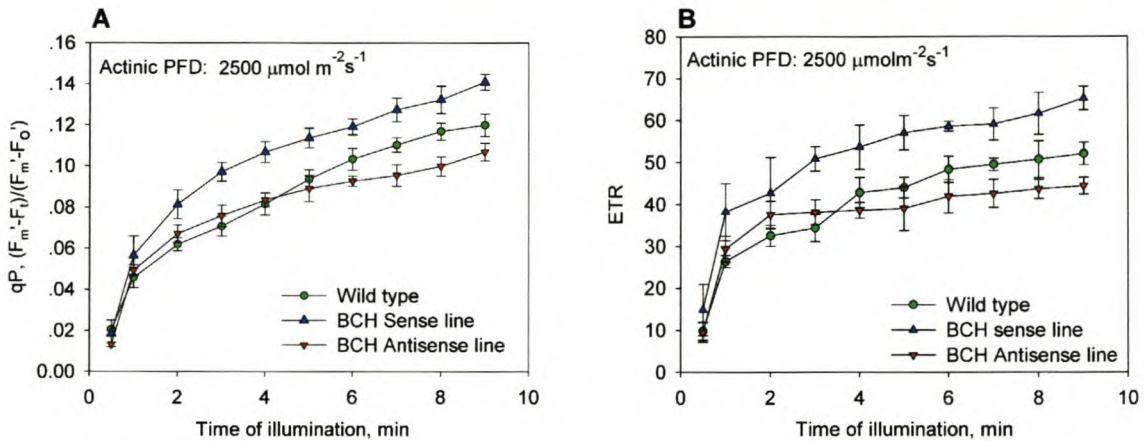 A
.16
.14
.12
0.10
0.08
.06
.04
.02
0.00
qP, (Fm'-Ft)/(Fm'-Fo')
Actinic PFD: 2500 μmol m-2s-1
Wild type
BCH Sense line
BCH Antisense line
0 2 4 6 8 10
Time of illumination, min
B
80
70
60
50
40
30
20
10
0
ETR
Actinic PFD: 2500 μmolm-2s-1
Wild type
BCH sense line
BCH Antisense line
0 2 4 6 8 10
Time of illumination, min